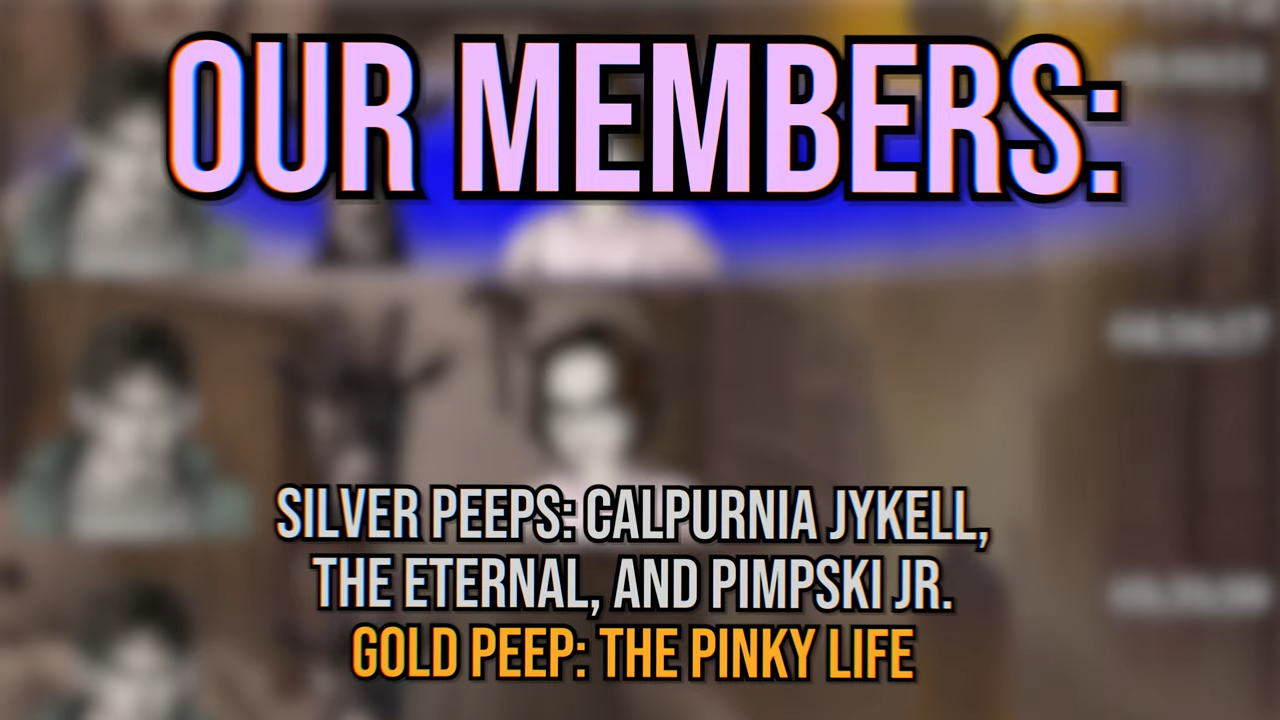 OUR MEMBERS:
SILVER PEEPS: CALPURNIA JYKELL,
THE ETERNAL, AND PIMPSKI JR.
GOLD PEEP: THE PINKY LIFE